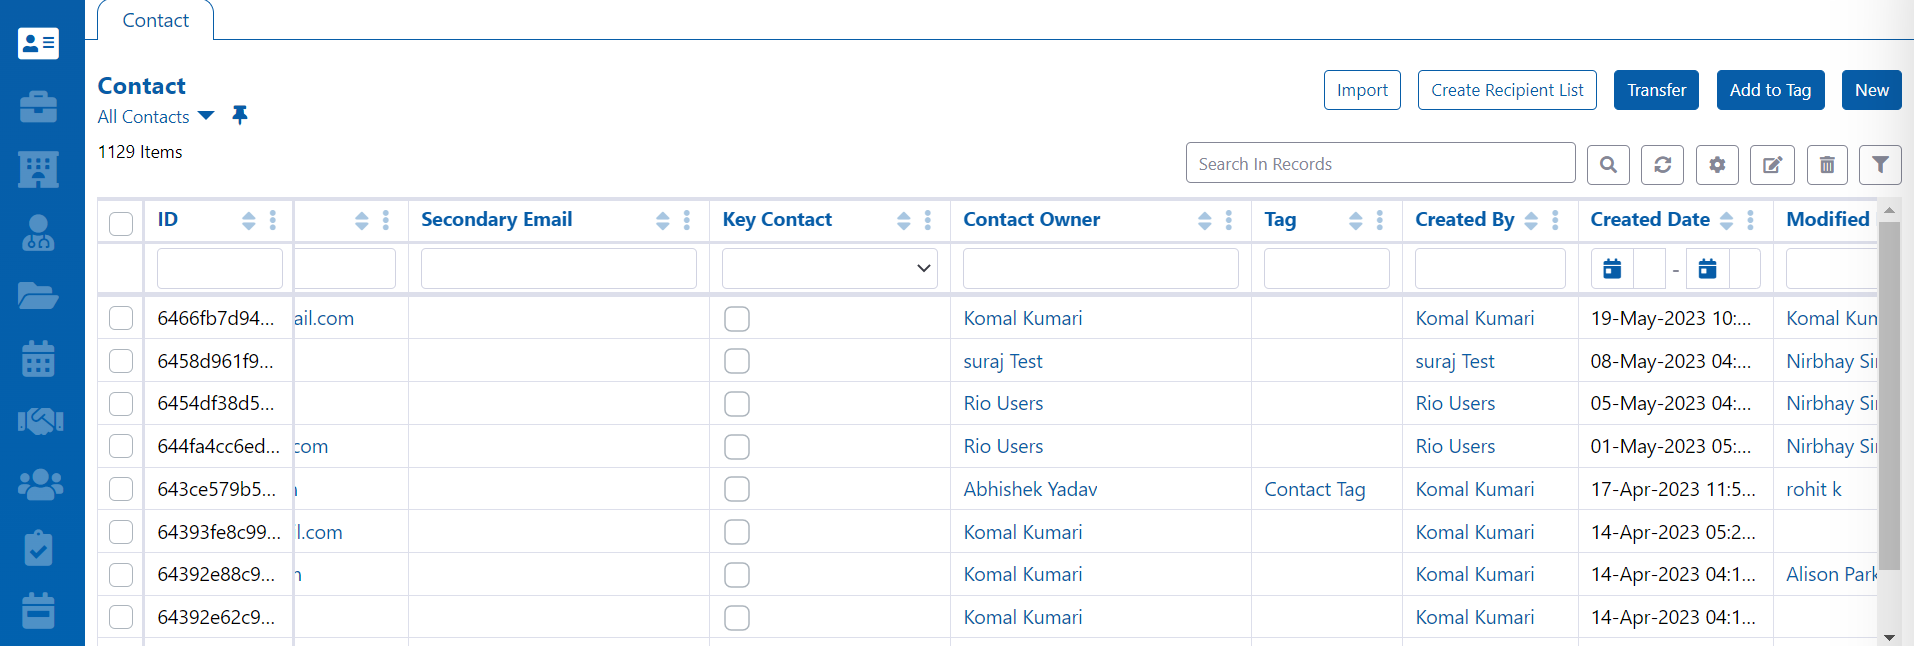 Contact
Contact
All Contacts
1129 Items
Import Create Recipient List Transfer Add to Tag New
Search In Records
ID Secondary Email Key Contact Contact Owner Tag Created By Created Date Modified
-
6466fb7d94... ail.com Komal Kumari Komal Kumari 19-May-2023 10:... Komal Kum
6458d961f9... suraj Test suraj Test 08-May-2023 04:... Nirbhay Si
6454df38d5... Rio Users Rio Users 05-May-2023 04:... Nirbhay Si
644fa4cc6ed... com Rio Users Rio Users 01-May-2023 05:... Nirbhay Si
643ce579b5... Abhishek Yadav Contact Tag Komal Kumari 17-Apr-2023 11:5... rohit k
64393fe8c99... l.com Komal Kumari Komal Kumari 14-Apr-2023 05:2...
64392e88c9... Komal Kumari Komal Kumari 14-Apr-2023 04:1... Alison Park
64392e62c9... Komal Kumari Komal Kumari 14-Apr-2023 04:1...